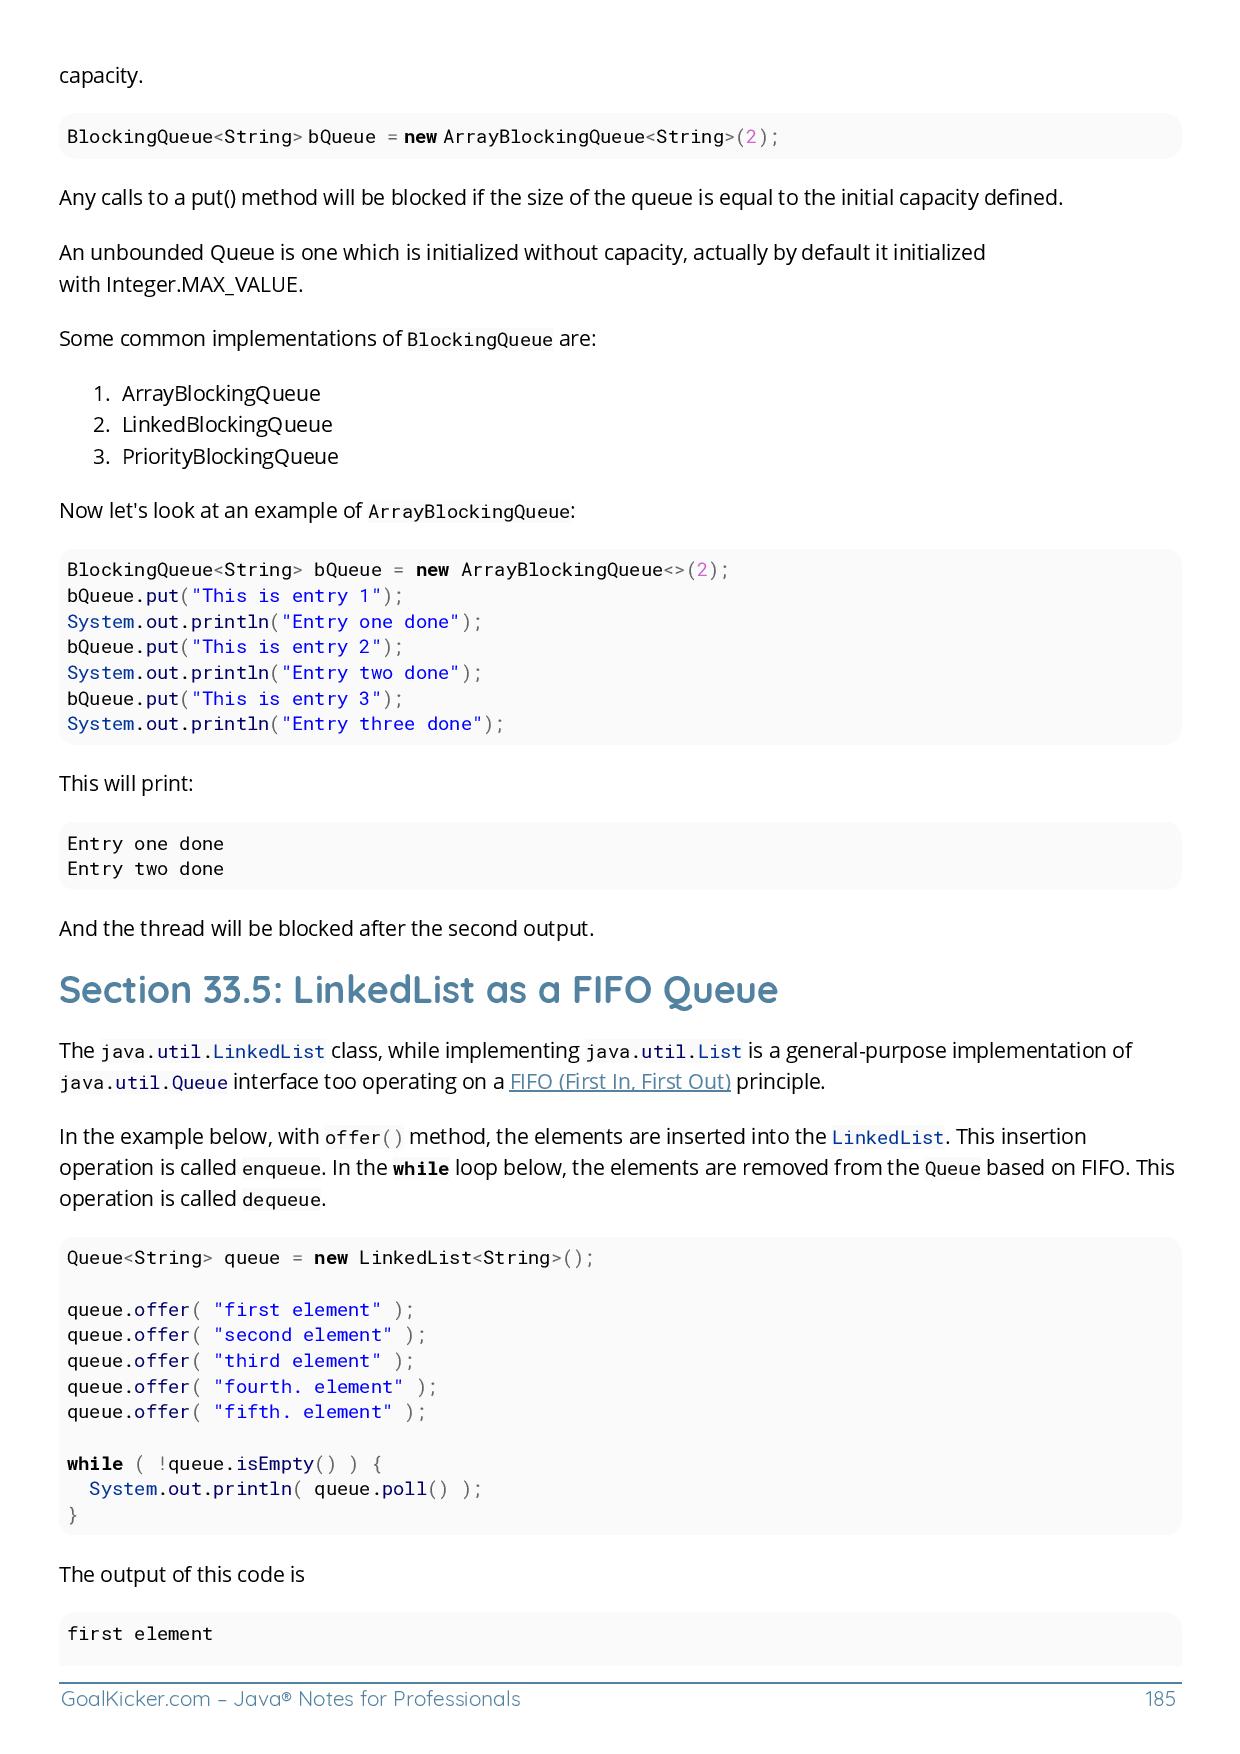 capacity.
BlockingQueue<String> bQueue = new ArrayBlockingQueue<String>(2);
Any calls to a put() method will be blocked if the size of the queue is equal to the initial capacity defined.
An unbounded Queue is one which is initialized without capacity, actually by default it initialized
with Integer.MAX_VALUE.
Some common implementations of BlockingQueue are:
1. ArrayBlockingQueue
2. LinkedBlockingQueue
3. PriorityBlockingQueue
Now let's look at an example of ArrayBlockingQueue:
BlockingQueue<String> bQueue = new ArrayBlockingQueue<>(2);
bQueue.put("This is entry 1");
System.out.println("Entry one done");
bQueue.put("This is entry 2");
System.out.println("Entry two done");
bQueue.put("This is entry 3");
System.out.println("Entry three done");
This will print:
Entry one done
Entry two done
And the thread will be blocked after the second output.
Section 33.5: LinkedList as a FIFO Queue
The java.util.LinkedList class, while implementing java.util.List is a general-purpose implementation of
java.util.Queue interface too operating on a FIFO (First In, First Out) principle.
In the example below, with offer() method, the elements are inserted into the LinkedList. This insertion
operation is called enqueue. In the while loop below, the elements are removed from the Queue based on FIFO. This
operation is called dequeue.
Queue<String> queue = new LinkedList<String>();
queue.offer( "first element" );
queue.offer( "second element" );
queue.offer( "third element" );
queue.offer( "fourth. element" );
queue.offer( "fifth. element" );
while ( !queue.isEmpty() ) {
  System.out.println( queue.poll() );
}
The output of this code is
first element
GoalKicker.com – Java® Notes for Professionals 185